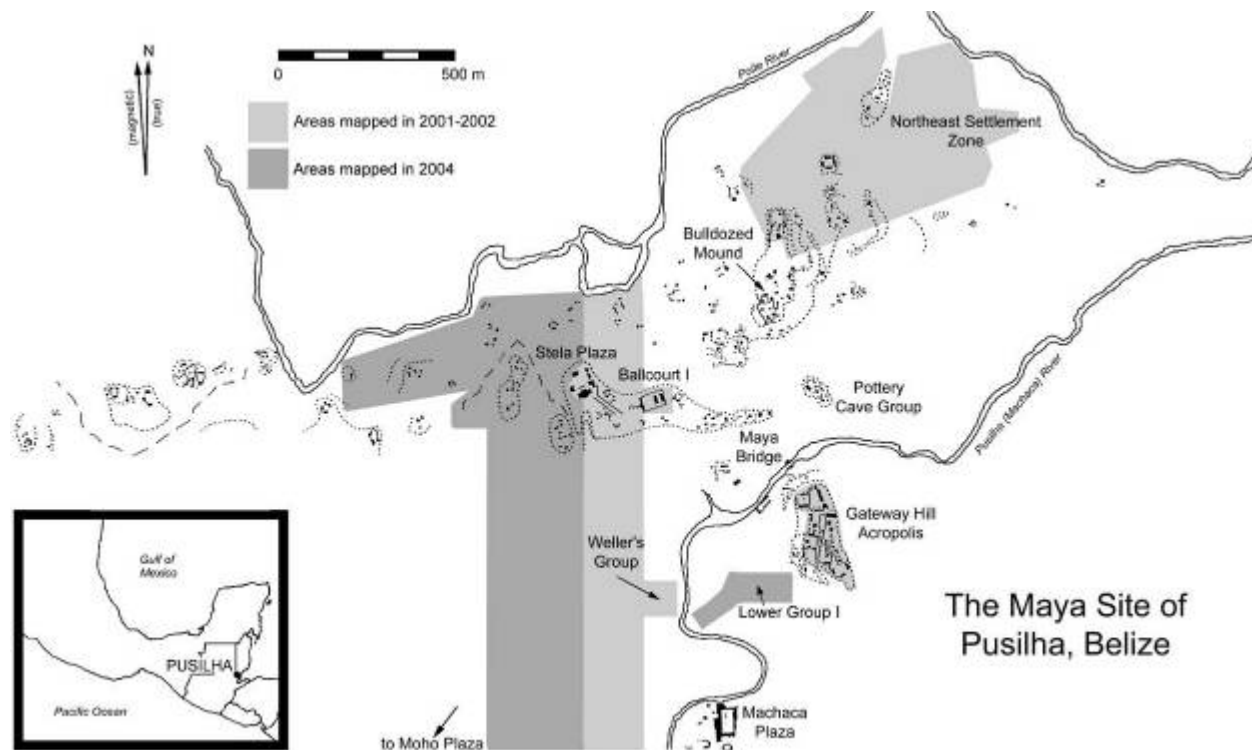 N
(magnetic)
(true)
0 500 m
Areas mapped in 2001-2002
Areas mapped in 2004
Poite River
Northeast Settlement
Zone
Bulldozed
Mound
Stela Plaza
Ballcourt I
Pottery
Cave Group
Pusilha (Machaca) River
Maya
Bridge
Gateway Hill
Acropolis
Weller's
Group
Lower Group I
The Maya Site of
Pusilha, Belize
Gulf of
Mexico
PUSILHA
Pacific Ocean
Machaca
Plaza
to Moho Plaza